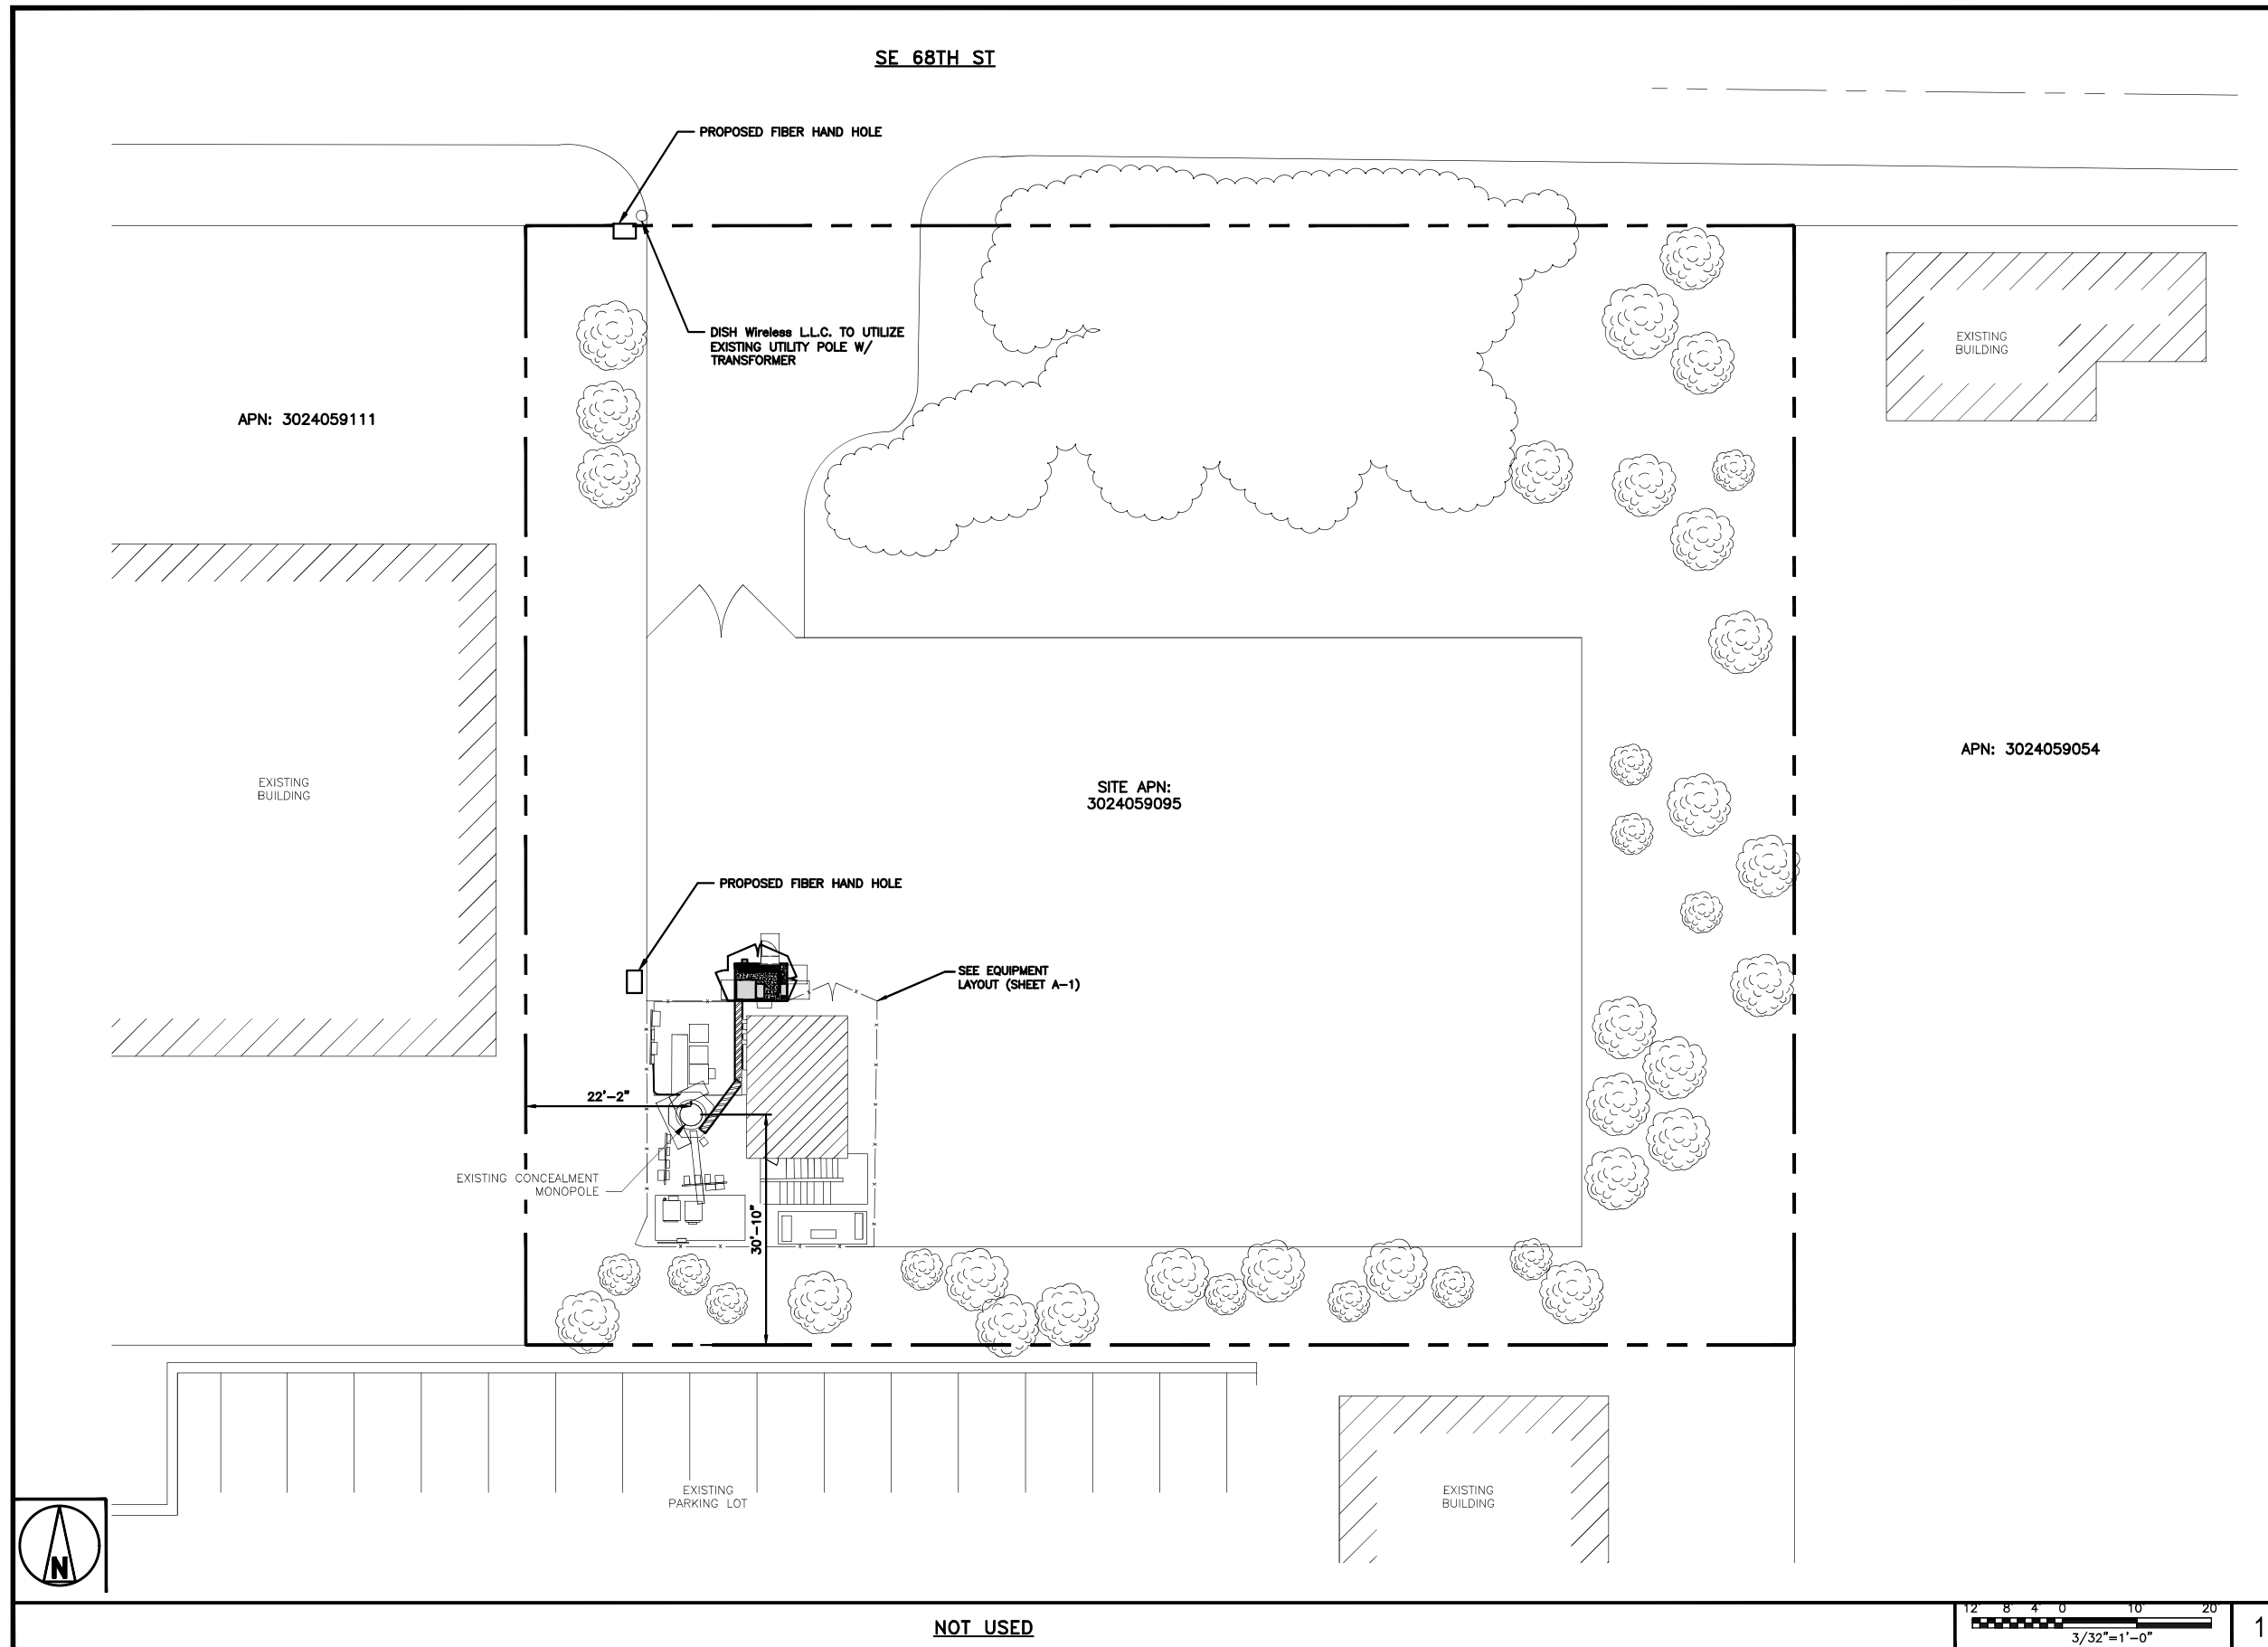 SE 68TH ST
PROPOSED FIBER HAND HOLE
DISH Wireless L.L.C. TO UTILIZE
EXISTING UTILITY POLE W/
TRANSFORMER
EXISTING
BUILDING
APN: 3024059111
APN: 3024059054
EXISTING
BUILDING
SITE APN:
3024059095
PROPOSED FIBER HAND HOLE
SEE EQUIPMENT
LAYOUT (SHEET A-1)
22'-2"
EXISTING CONCEALMENT
MONOPOLE
30'-10"
EXISTING
PARKING LOT
EXISTING
BUILDING
N
NOT USED
12' 8' 4' 0 10' 20'
3/32"=1'-0"
1